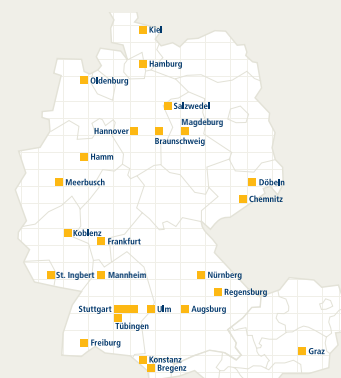 Kiel
Hamburg
Oldenburg
Salzwedel
Magdeburg
Hannover
Braunschweig
Hamm
Meerbusch
Döbeln
Chemnitz
Koblenz
Frankfurt
St. Ingbert
Mannheim
Nürnberg
Regensburg
Stuttgart
Ulm
Augsburg
Tübingen
Freiburg
Graz
Konstanz
Bregenz